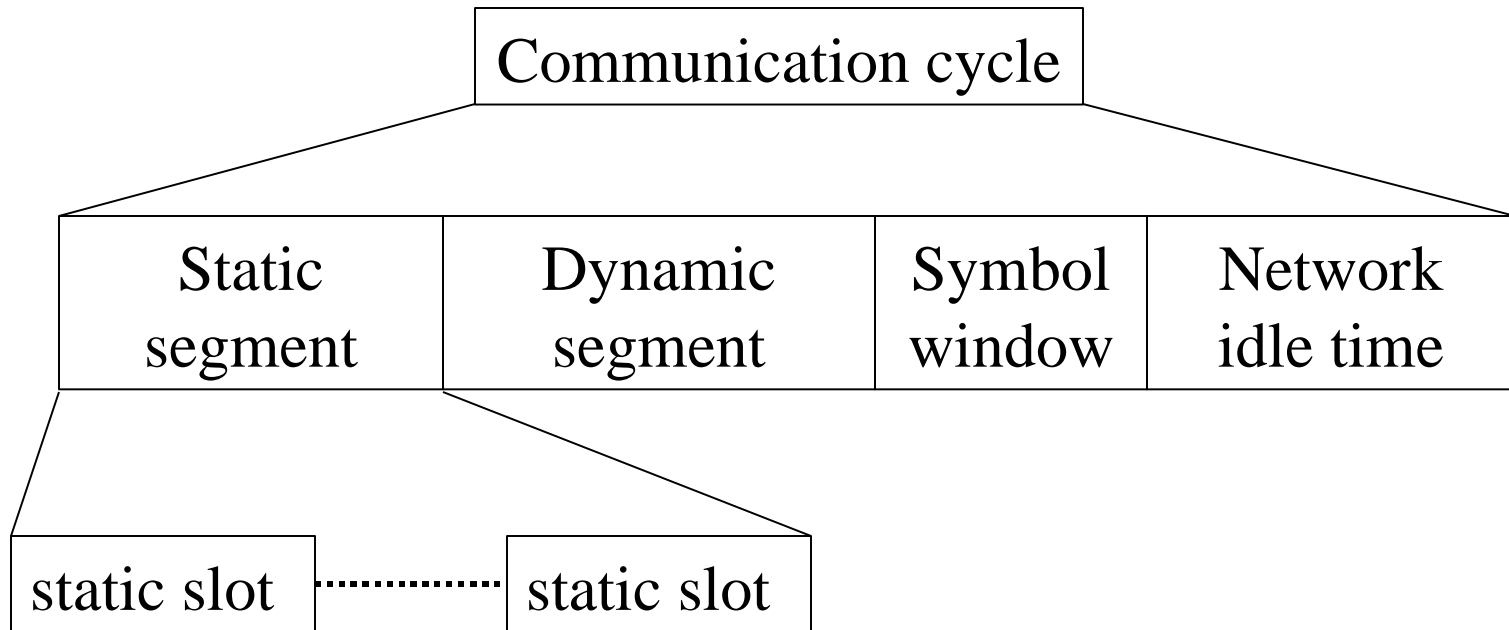 Communication cycle
Static
segment
Dynamic
segment
Symbol
window
Network
idle time
static slot
static slot